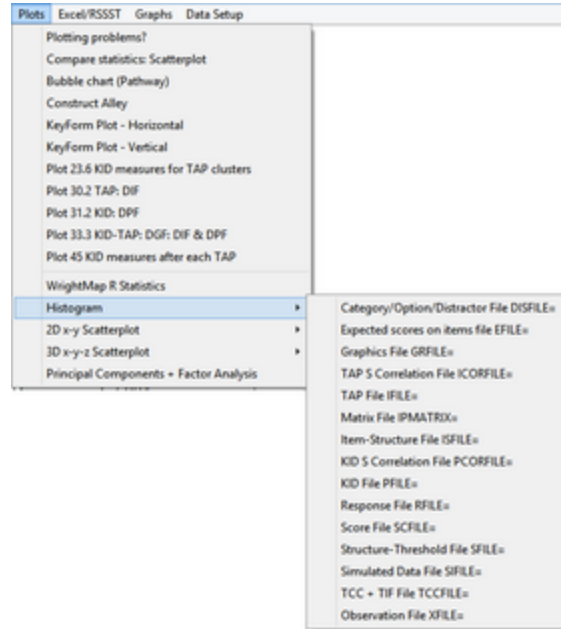 Plots Excel/RSSST Graphs Data Setup
Plotting problems?
Compare statistics: Scatterplot
Bubble chart (Pathway)
Construct Alley
KeyForm Plot - Horizontal
KeyForm Plot - Vertical
Plot 23.6 KID measures for TAP clusters
Plot 30.2 TAP: DIF
Plot 31.2 KID: DPF
Plot 33.3 KID-TAP: DGF: DIF & DPF
Plot 45 KID measures after each TAP
WrightMap R Statistics
Histogram
2D x-y Scatterplot
3D x-y-z Scatterplot
Principal Components + Factor Analysis
Category/Option/Distractor File DISFILE=
Expected scores on items file EFILE=
Graphics File GRFILE=
TAP S Correlation File ICORFILE=
TAP File IFILE=
Matrix File IPMATRIX=
Item-Structure File ISFILE=
KID S Correlation File PCORFILE=
KID File PFILE=
Response File RFILE=
Score File SCFILE=
Structure-Threshold File SFILE=
Simulated Data File SIFILE=
TCC + TIF File TCCFILE=
Observation File XFILE=